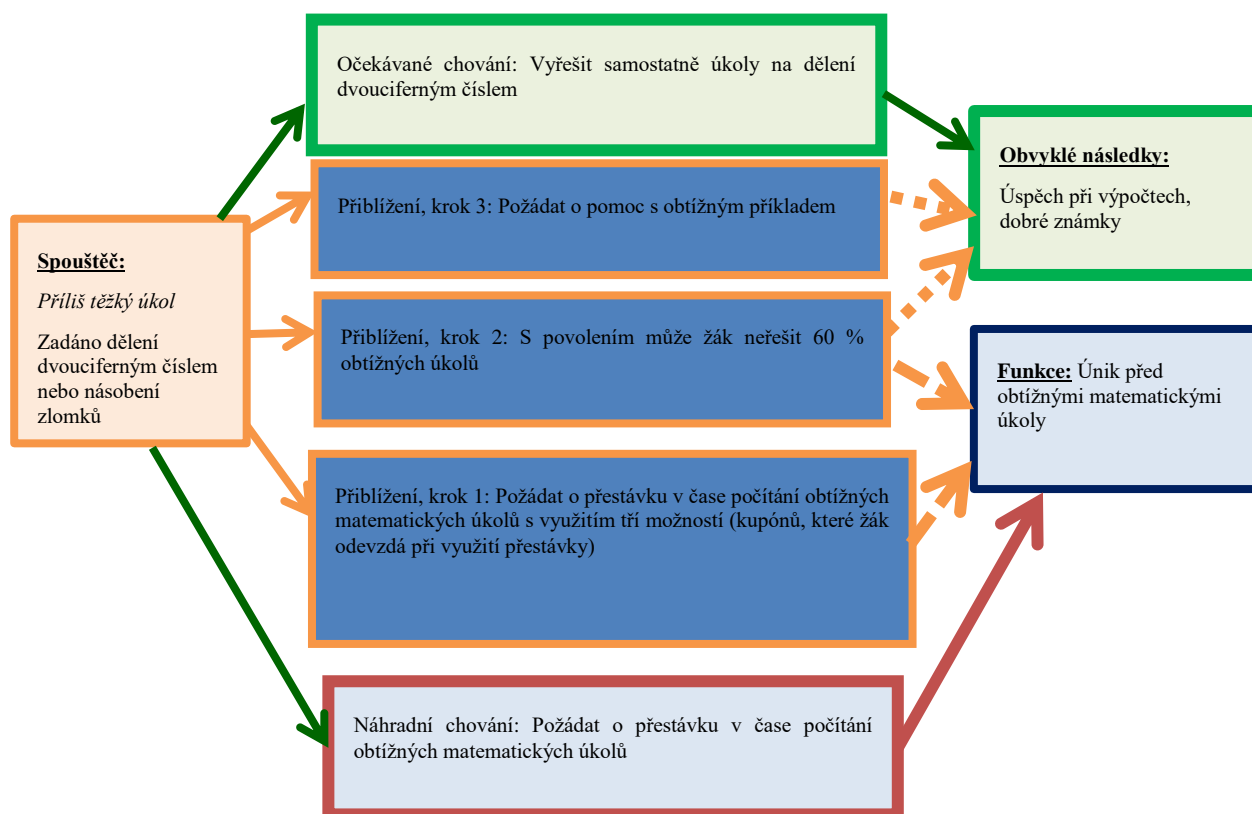 Očekávané chování: Vyřešit samostatně úkoly na dělení
dvouciferným číslem
Obvyklé následky:
Úspěch při výpočtech,
dobré známky
Přiblížení, krok 3: Požádat o pomoc s obtížným příkladem
Spouštěč:
Příliš těžký úkol
Zadáno dělení
dvouciferným číslem
nebo násobení
zlomků
Přiblížení, krok 2: S povolením může žák neřešit 60 %
obtížných úkolů
Funkce: Únik před
obtížnými matematickými
úkoly
Přiblížení, krok 1: Požádat o přestávku v čase počítání obtížných
matematických úkolů s využitím tří možností (kupónů, které žák
odevzdá při využití přestávky)
Náhradní chování: Požádat o přestávku v čase počítání
obtížných matematických úkolů